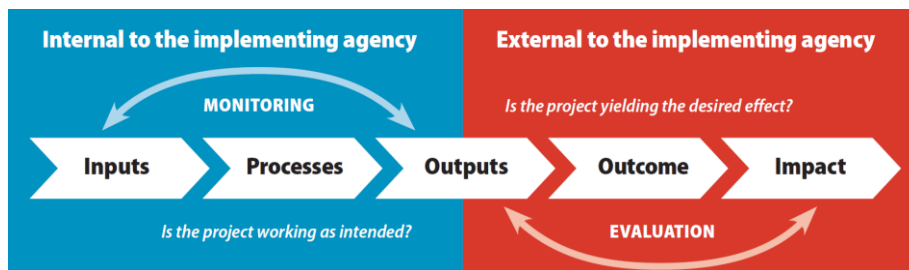 Internal to the implementing agency
External to the implementing agency
MONITORING
Is the project yielding the desired effect?
Inputs
Processes
Outputs
Outcome
Impact
Is the project working as intended?
EVALUATION